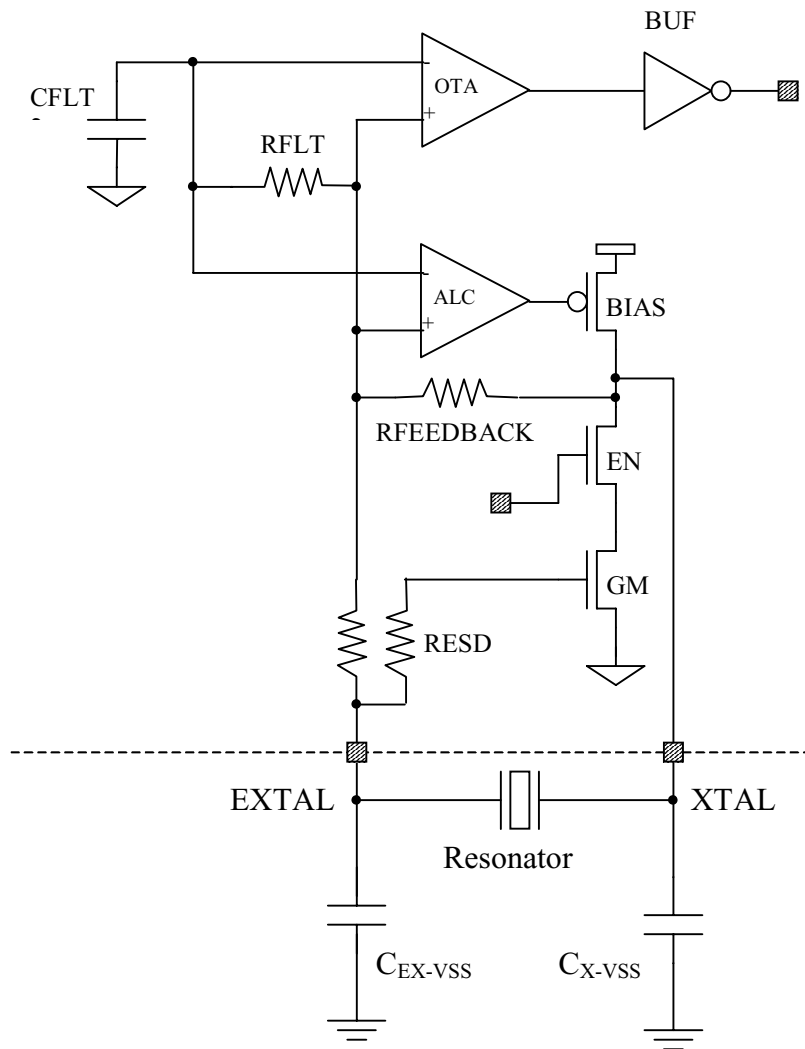 BUF
CFLT
-
OTA
+
RFLT
-
ALC
+
BIAS
RFEEDBACK
EN
GM
RESD
EXTAL
XTAL
Resonator
CEX-VSS
CX-VSS